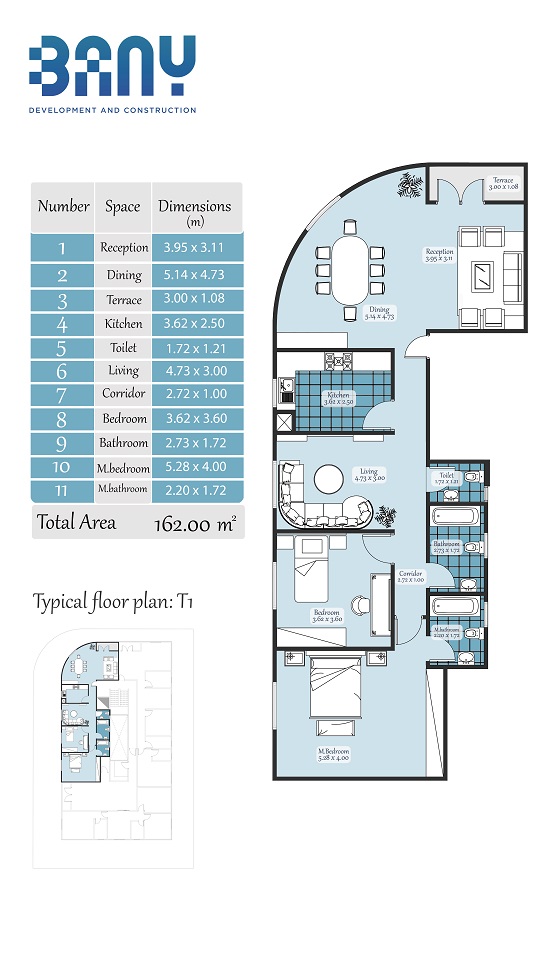 BANY
DEVELOPMENT AND CONSTRUCTION
Number Space Dimensions (m)
1 Reception 3.95 x 3.11
2 Dining 5.14 x 4.73
3 Terrace 3.00 x 1.08
4 Kitchen 3.62 x 2.50
5 Toilet 1.72 x 1.21
6 Living 4.73 x 3.00
7 Corridor 2.72 x 1.00
8 Bedroom 3.62 x 3.60
9 Bathroom 2.73 x 1.72
10 M.bedroom 5.28 x 4.00
11 M.bathroom 2.20 x 1.72
Total Area 162.00 m²
Typical floor plan: T1
Terrace
3.00 x 1.08
Reception
3.95 x 3.11
Dining
5.14 x 4.73
Kitchen
3.62 x 2.50
Living
4.73 x 3.00
Toilet
1.72 x 1.21
Bathroom
2.73 x 1.72
Corridor
2.72 x 1.00
Bedroom
3.62 x 3.60
M.bathroom
2.20 x 1.72
M.Bedroom
5.28 x 4.00